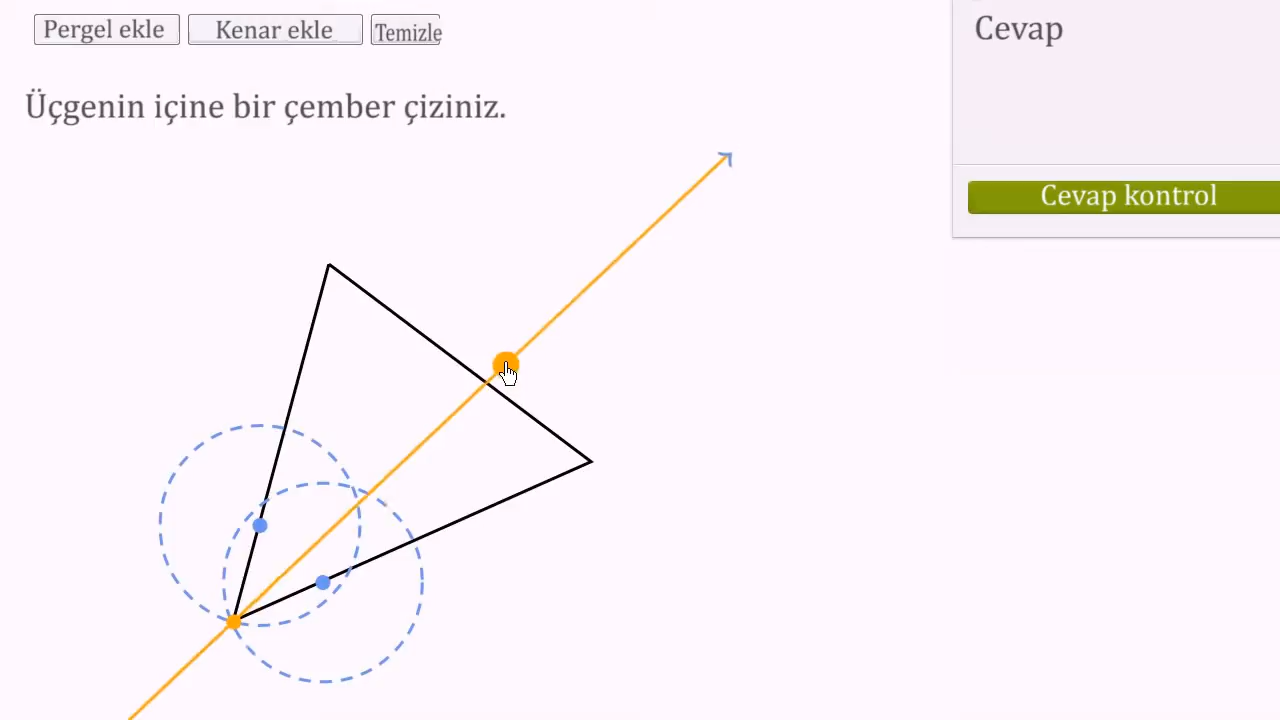 Pergel ekle
Kenar ekle
Temizle
Cevap
Üçgenin içine bir çember çiziniz.
Cevap kontrol